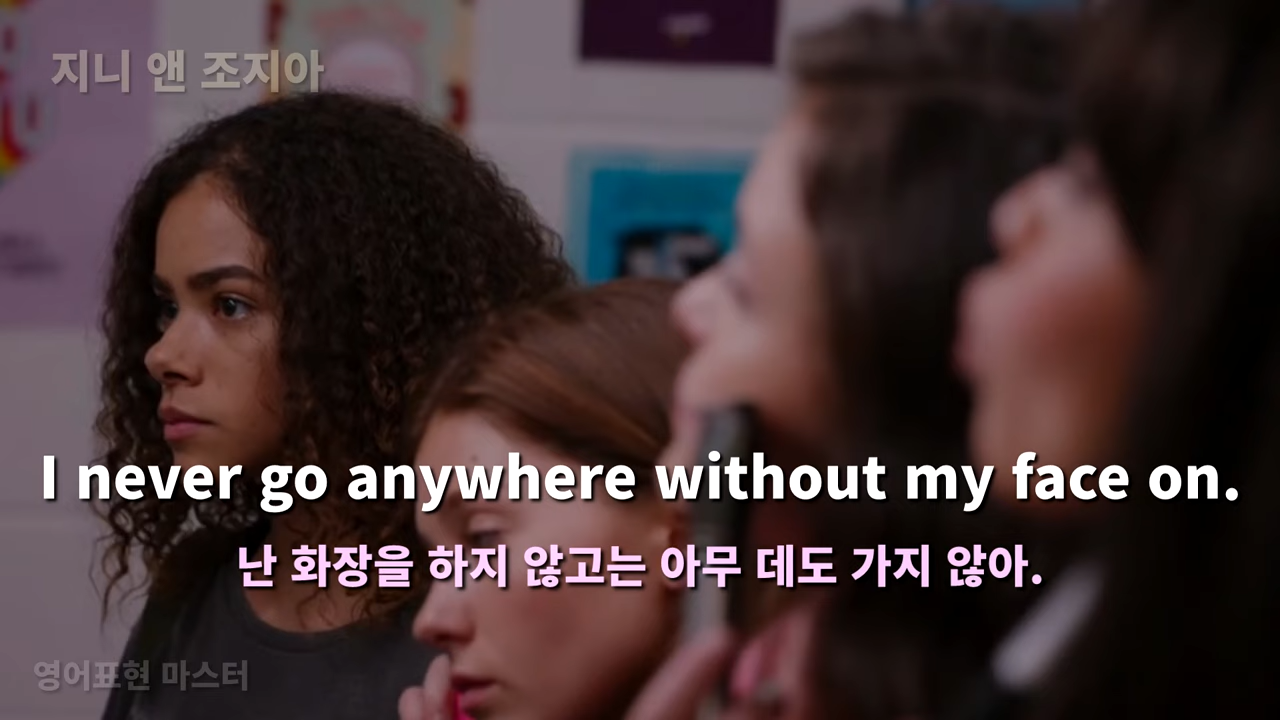 지니 앤 조지아
I never go anywhere without my face on.
난 화장을 하지 않고는 아무 데도 가지 않아.
영어표현 마스터